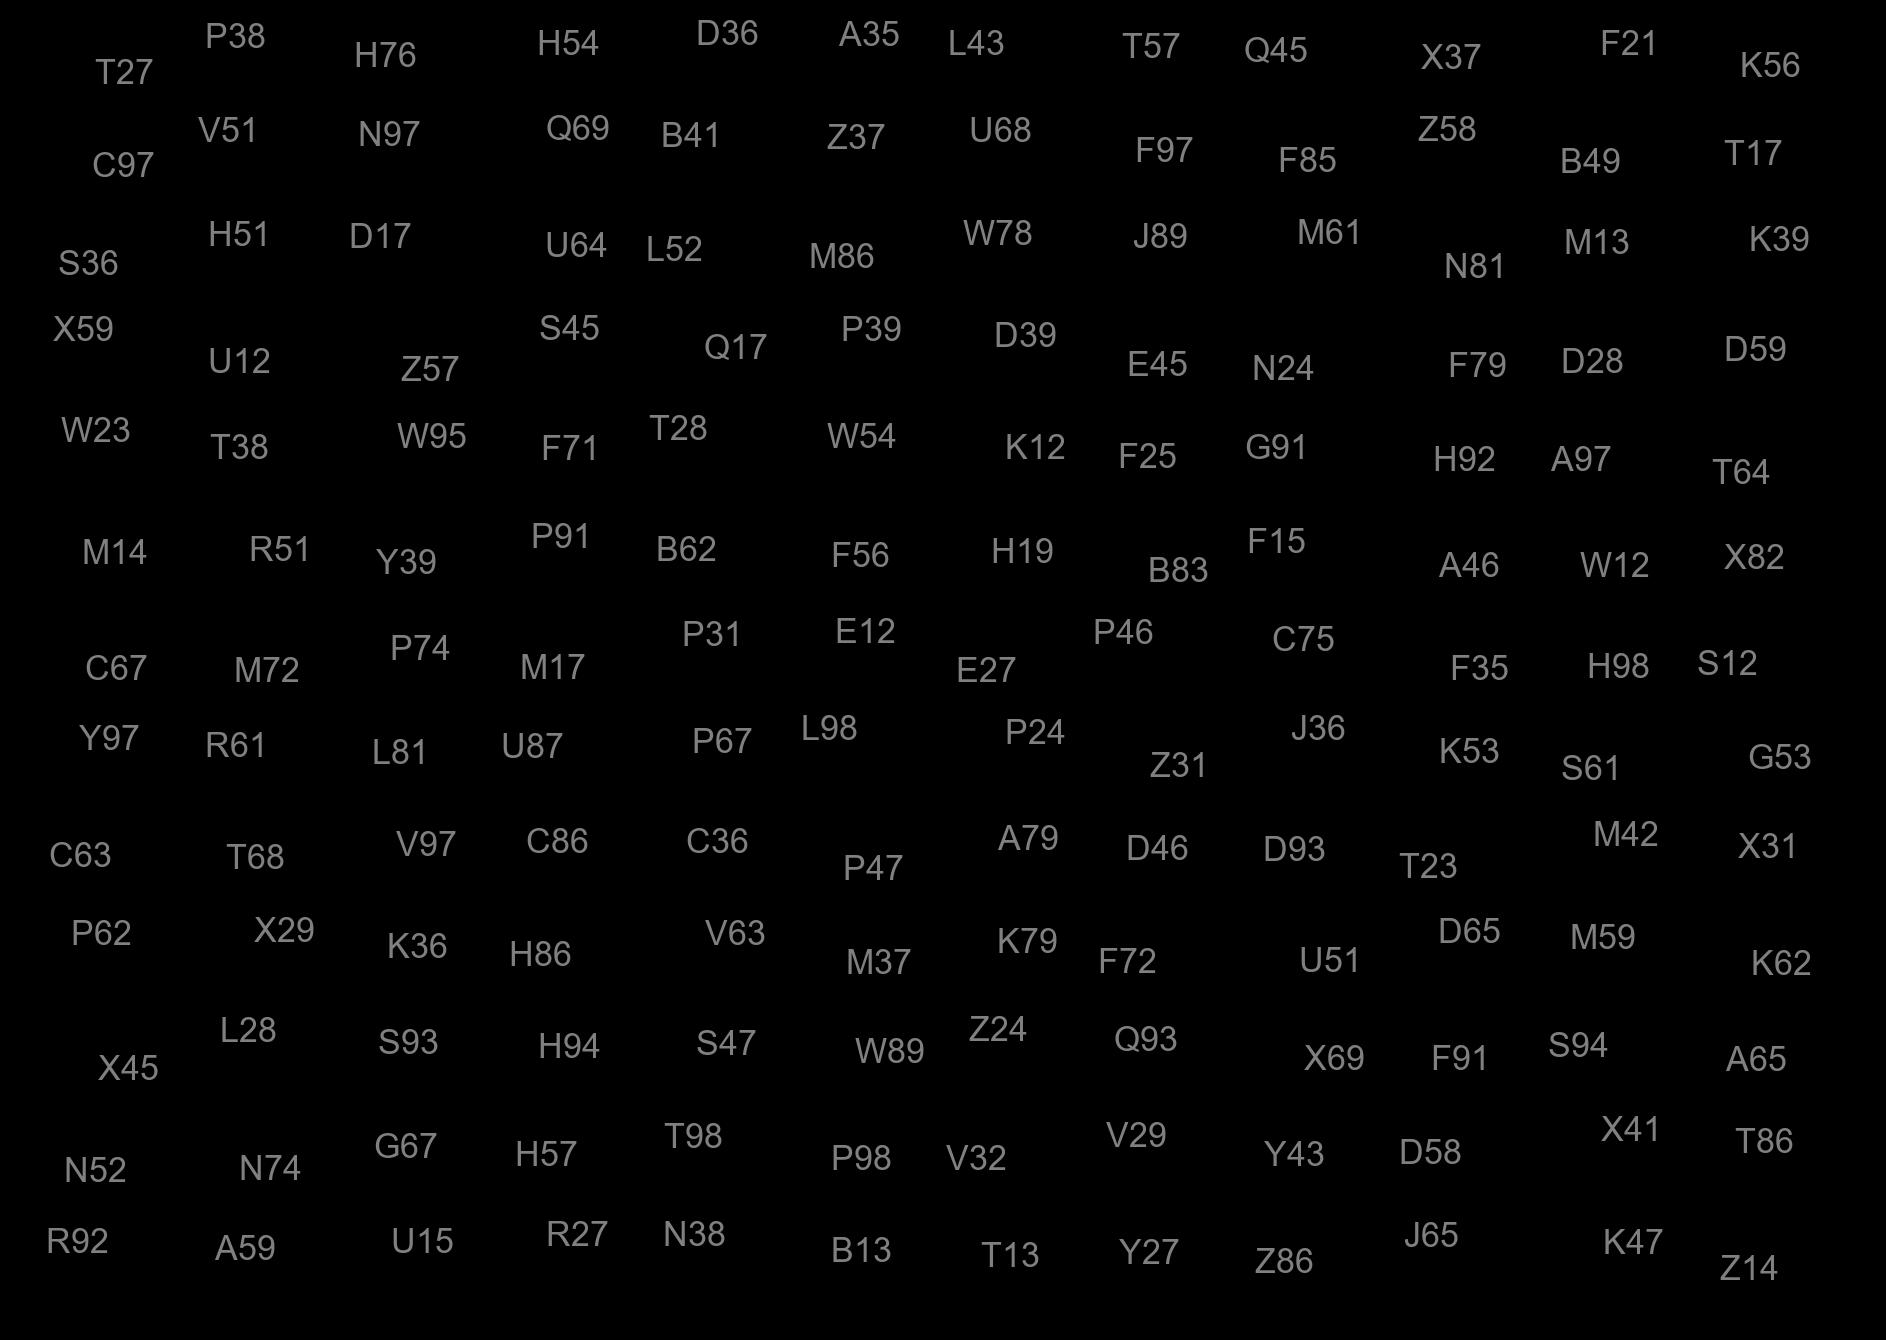 T27 P38 H76 H54 D36 A35 L43 T57 Q45 X37 F21 K56
C97 V51 N97 Q69 B41 Z37 U68 F97 F85 Z58 B49 T17
S36 H51 D17 U64 L52 M86 W78 J89 M61 N81 M13 K39
X59 U12 Z57 S45 Q17 P39 D39 E45 N24 F79 D28 D59
W23 T38 W95 F71 T28 W54 K12 F25 G91 H92 A97 T64
M14 R51 Y39 P91 B62 F56 H19 B83 F15 A46 W12 X82
C67 M72 P74 M17 P31 E12 E27 P46 C75 F35 H98 S12
Y97 R61 L81 U87 P67 L98 P24 Z31 J36 K53 S61 G53
C63 T68 V97 C86 C36 P47 A79 D46 D93 T23 M42 X31
P62 X29 K36 H86 V63 M37 K79 F72 U51 D65 M59 K62
X45 L28 S93 H94 S47 W89 Z24 Q93 X69 F91 S94 A65
N52 N74 G67 H57 T98 P98 V32 V29 Y43 D58 X41 T86
R92 A59 U15 R27 N38 B13 T13 Y27 Z86 J65 K47 Z14